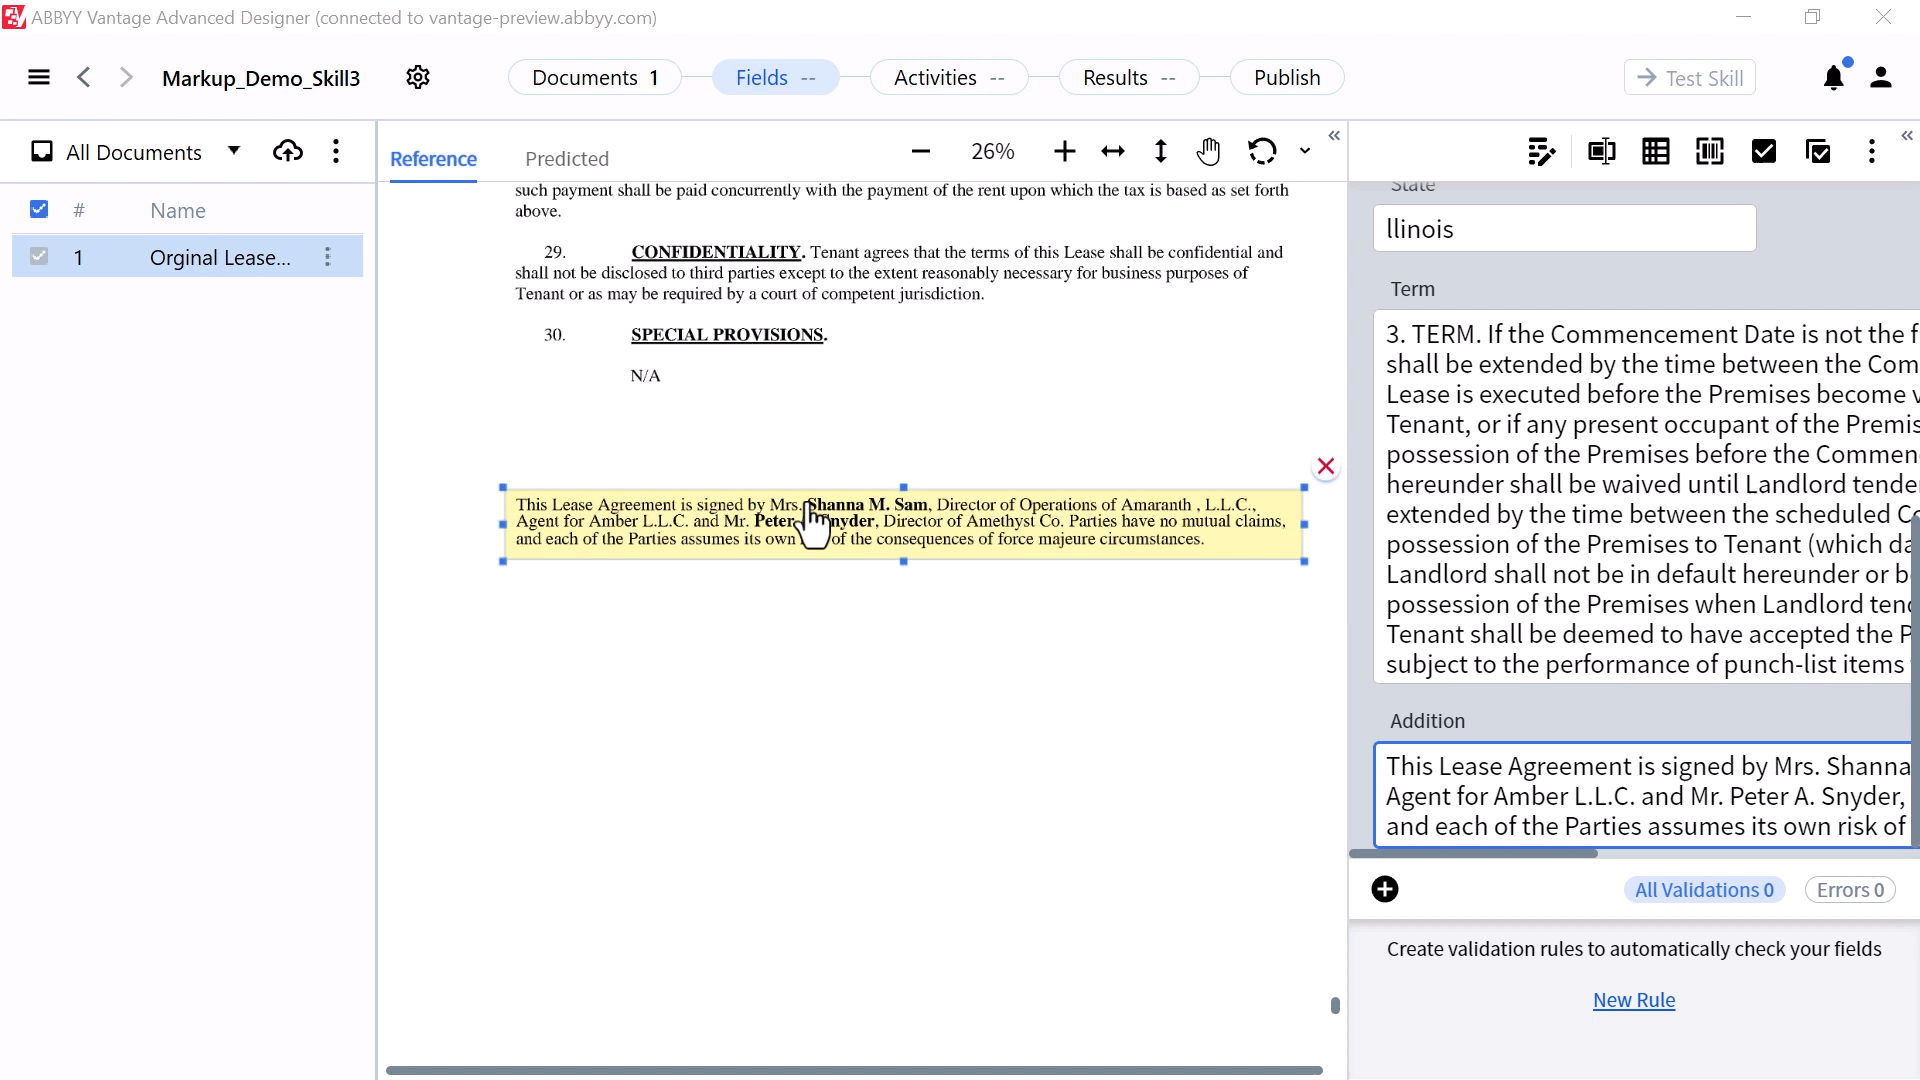 ABBYY Vantage Advanced Designer (connected to vantage-preview.abbyy.com)
Markup_Demo_Skill3
Documents 1
Fields --
Activities --
Results --
Publish
Test Skill
All Documents
# Name
1 Orginal Lease...
Reference Predicted
26%
such payment shall be paid concurrently with the payment of the rent upon which the tax is based as set forth
above.
29. CONFIDENTIALITY. Tenant agrees that the terms of this Lease shall be confidential and
shall not be disclosed to third parties except to the extent reasonably necessary for business purposes of
Tenant or as may be required by a court of competent jurisdiction.
30. SPECIAL PROVISIONS.
N/A
This Lease Agreement is signed by Mrs. Shanna M. Sam, Director of Operations of Amaranth , L.L.C.,
Agent for Amber L.L.C. and Mr. Peter Snyder, Director of Amethyst Co. Parties have no mutual claims,
and each of the Parties assumes its own of the consequences of force majeure circumstances.
State
llinois
Term
3. TERM. If the Commencement Date is not the f
shall be extended by the time between the Com
Lease is executed before the Premises become v
Tenant, or if any present occupant of the Premis
possession of the Premises before the Commen
hereunder shall be waived until Landlord tende
extended by the time between the scheduled Co
possession of the Premises to Tenant (which da
Landlord shall not be in default hereunder or b
possession of the Premises when Landlord tend
Tenant shall be deemed to have accepted the P
subject to the performance of punch-list items
Addition
This Lease Agreement is signed by Mrs. Shanna
Agent for Amber L.L.C. and Mr. Peter A. Snyder,
and each of the Parties assumes its own risk of
All Validations 0
Errors 0
Create validation rules to automatically check your fields
New Rule